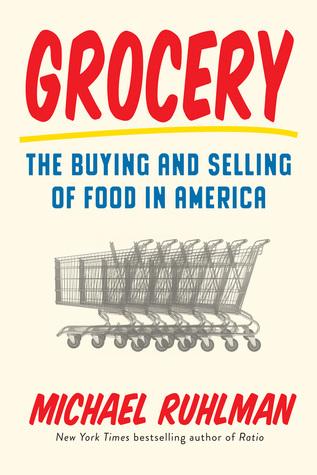 GROCERY
THE BUYING AND SELLING
OF FOOD IN AMERICA
MICHAEL RUHLMAN
New York Times bestselling author of Ratio